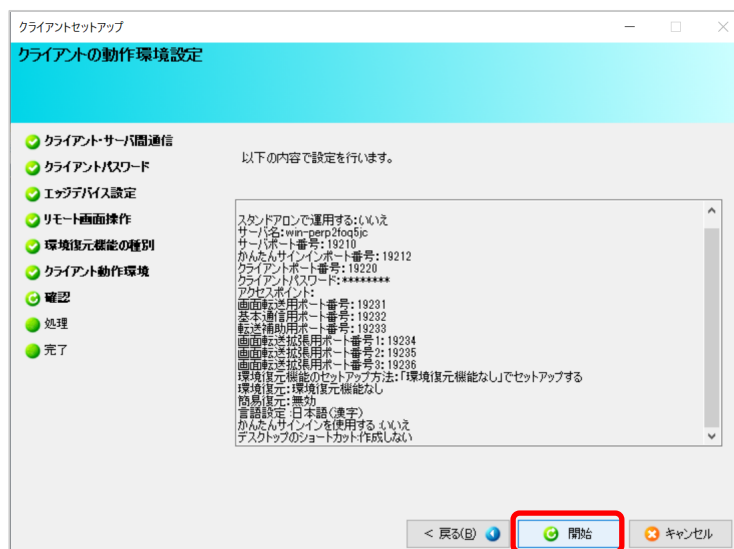 クライアントセットアップ
クライアントの動作環境設定
クライアント・サーバ間通信
クライアントパスワード
エッジデバイス設定
リモート画面操作
環境復元機能の種別
クライアント動作環境
確認
処理
完了
以下の内容で設定を行います。
スタンドアロンで運用する:いいえ
サーバ名:win-perp2foq5jc
サーバポート番号:19210
かんたんサインインポート番号:19212
クライアントポート番号:19220
クライアントパスワード:********
アクセスポイント:
画面転送用ポート番号:19231
基本通信用ポート番号:19232
転送補助用ポート番号:19233
画面転送拡張用ポート番号1:19234
画面転送拡張用ポート番号2:19235
画面転送拡張用ポート番号3:19236
環境復元機能のセットアップ方法:「環境復元機能なし」でセットアップする
環境復元:環境復元機能なし
簡易復元:無効
言語設定:日本語(漢字)
かんたんサインインを使用する:いいえ
デスクトップのショートカット:作成しない
< 戻る(B)
開始
キャンセル